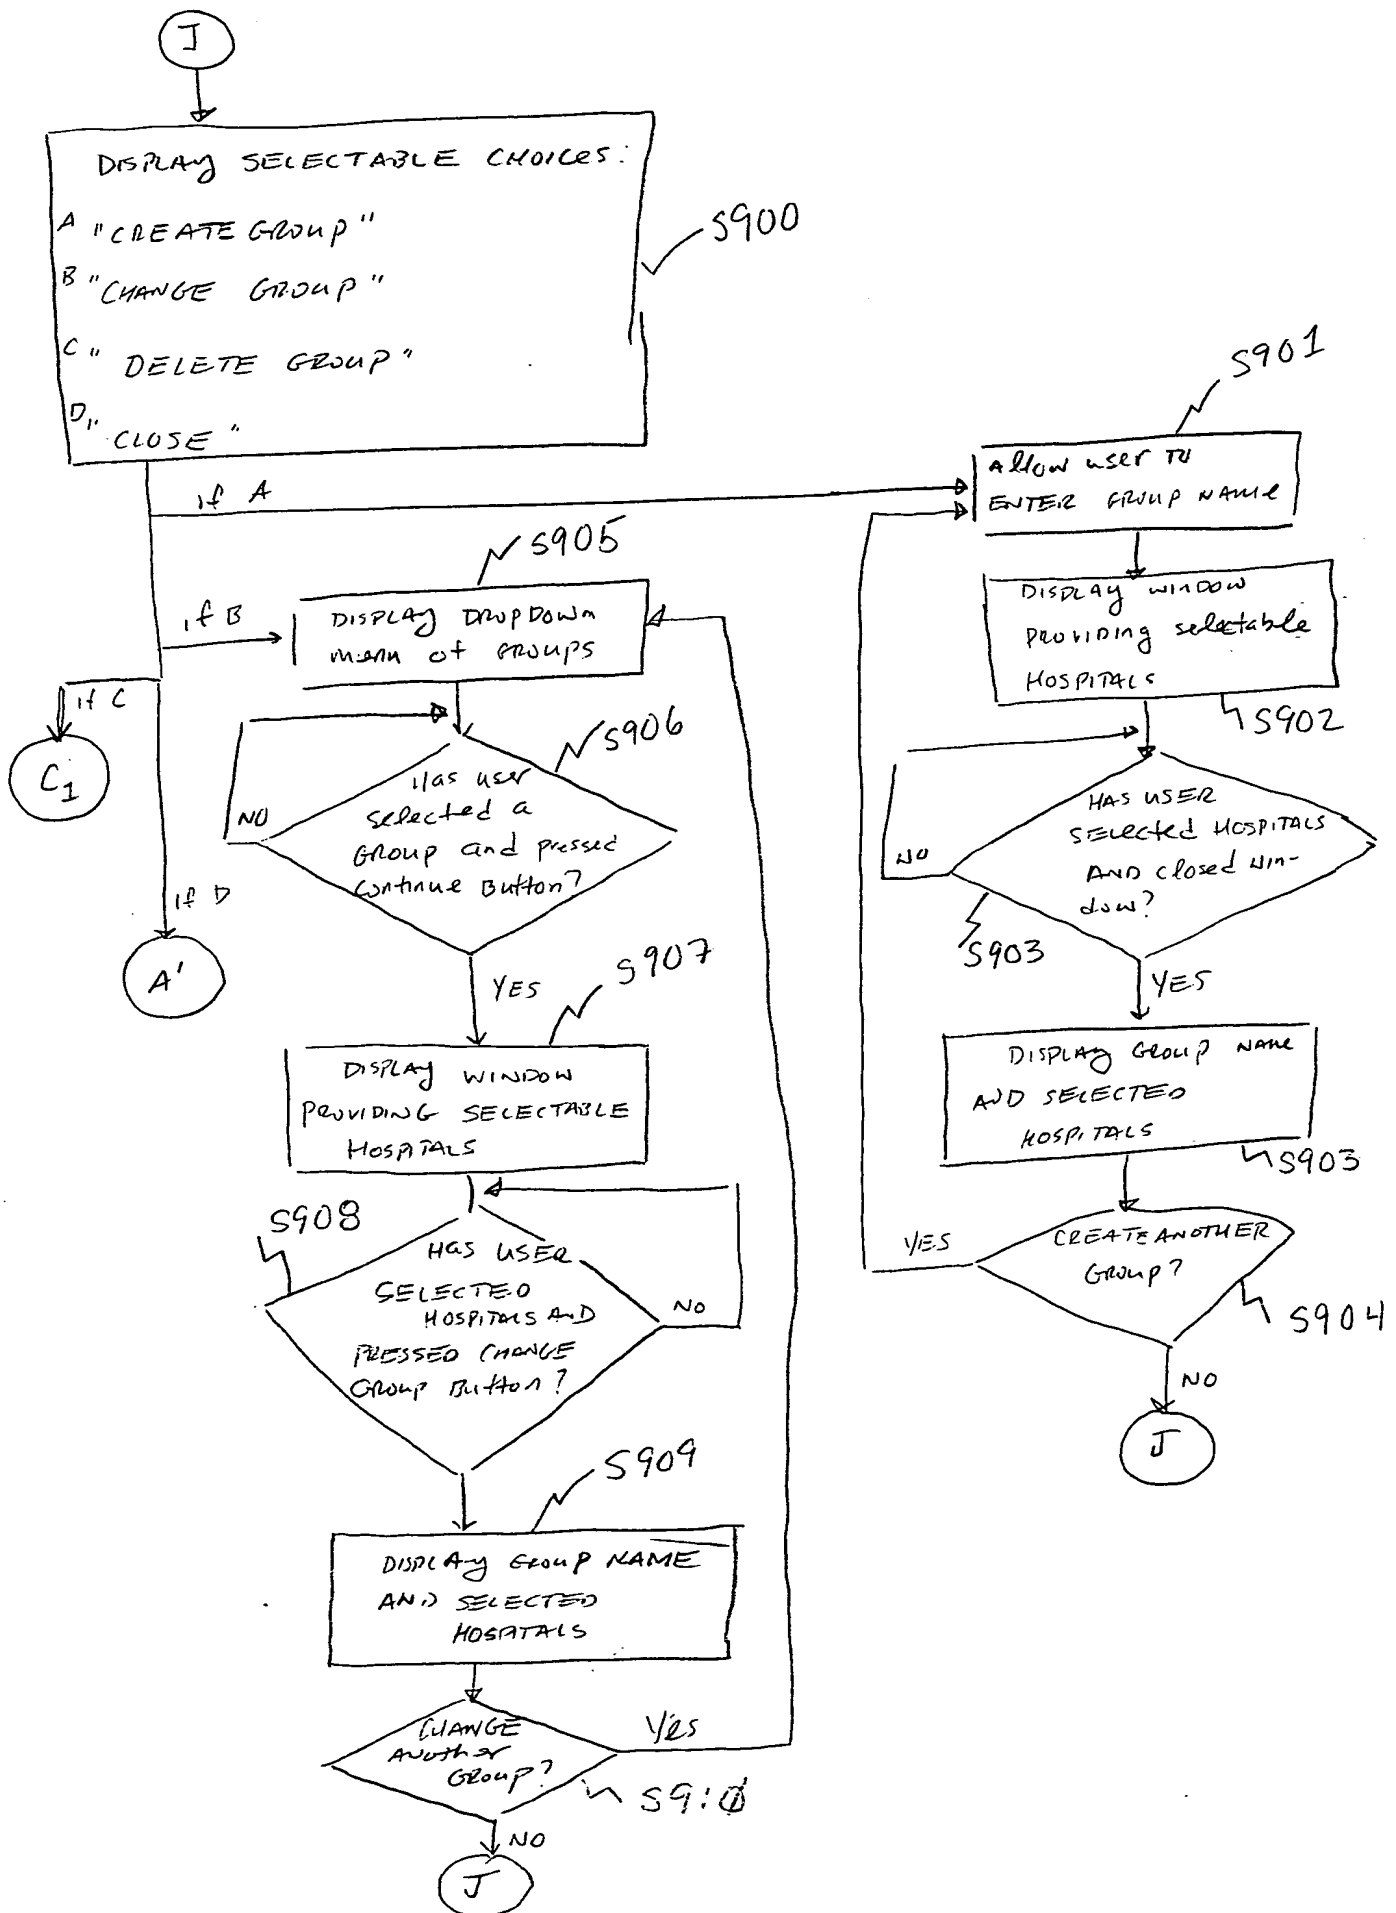 J
DISPLAY SELECTABLE CHOICES:
A "CREATE GROUP"
B "CHANGE GROUP"
C "DELETE GROUP"
D "CLOSE"
S900
if A
S901
Allow user TO
ENTER GROUP NAME
S905
if B
DISPLAY DROPDOWN
menu of GROUPS
DISPLAY WINDOW
PROVIDING selectable
HOSPITALS
S902
if C
C1
if D
A'
S906
Has user
selected a
GROUP and pressed
continue Button?
NO
HAS USER
SELECTED HOSPITALS
AND closed win-
dow?
NO
S903
YES
S907
DISPLAY WINDOW
PROVIDING SELECTABLE
HOSPITALS
YES
DISPLAY GROUP NAME
AND SELECTED
HOSPITALS
S903
S908
HAS USER
SELECTED
HOSPITALS AND
PRESSED CHANGE
GROUP Button?
NO
YES
CREATE ANOTHER
GROUP?
S904
NO
J
S909
DISPLAY GROUP NAME
AND SELECTED
HOSPITALS
CHANGE
ANother
GROUP?
Yes
S910
NO
J